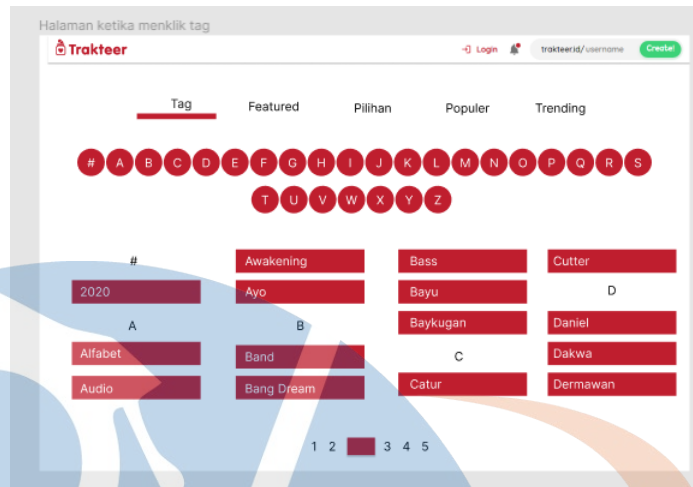 Halaman ketika menklik tag
Trakteer
Login
trakteer.id/username
Create!
Tag Featured Pilihan Populer Trending
# A B C D E F G H I J K L M N O P Q R S
T U V W X Y Z
#
2020
A
Alfabet
Audio
Awakening
Ayo
B
Band
Bang Dream
Bass
Bayu
Baykugan
C
Catur
Cutter
D
Daniel
Dakwa
Dermawan
1 2 3 4 5